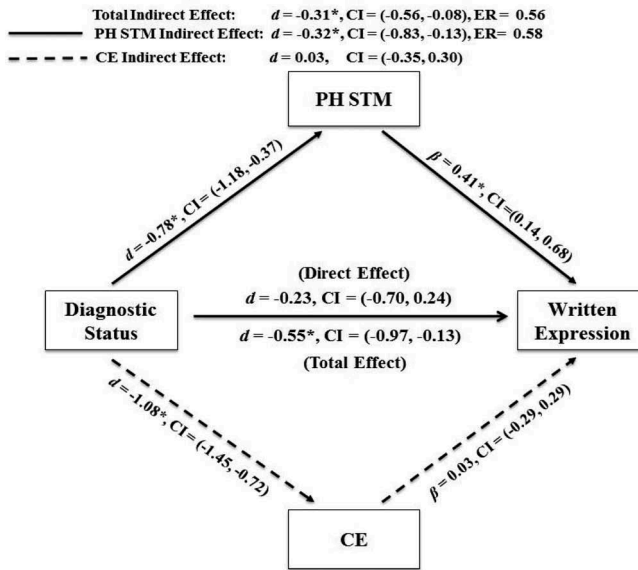 Total Indirect Effect: d = -0.31*, CI = (-0.56, -0.08), ER = 0.56
PH STM Indirect Effect: d = -0.32*, CI = (-0.83, -0.13), ER= 0.58
CE Indirect Effect: d = 0.03, CI = (-0.35, 0.30)
PH STM
d = -0.78*, CI = (-1.18, -0.37)
β = 0.41*, CI =(0.14, 0.68)
(Direct Effect)
d = -0.23, CI = (-0.70, 0.24)
Diagnostic
Status
Written
Expression
d = -0.55*, CI = (-0.97, -0.13)
(Total Effect)
d = -1.08*, CI = (-1.45, -0.72)
β = 0.03, CI = (-0.29, 0.29)
CE